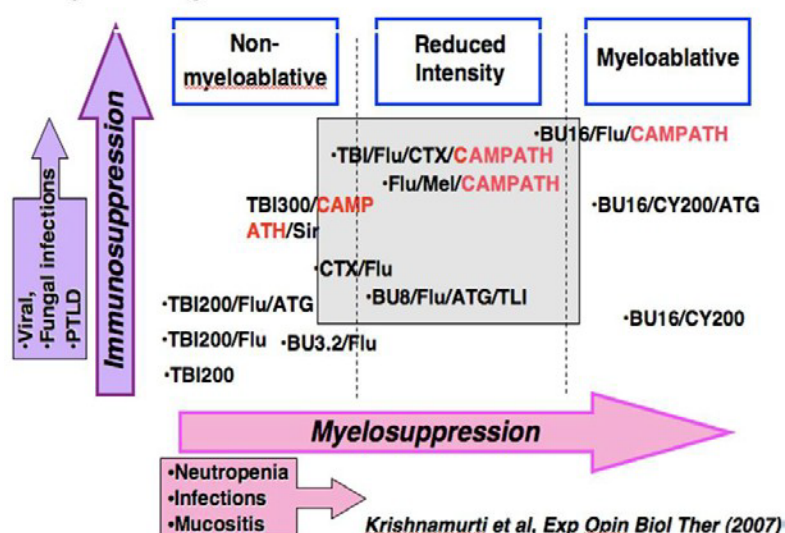 Non-
myeloablative
Reduced
Intensity
Myeloablative
•BU16/Flu/CAMPATH
•TBI/Flu/CTX/CAMPATH
•Flu/Mel/CAMPATH
TBI300/CAMP
ATH/Sir
•BU16/CY200/ATG
•CTX/Flu
•TBI200/Flu/ATG
•BU8/Flu/ATG/TLI
•BU16/CY200
•TBI200/Flu
•BU3.2/Flu
•TBI200
Immunosuppression
•Viral,
•Fungal infections
•PTLD
Myelosuppression
•Neutropenia
•Infections
•Mucositis
Krishnamurti et al, Exp Opin Biol Ther (2007)